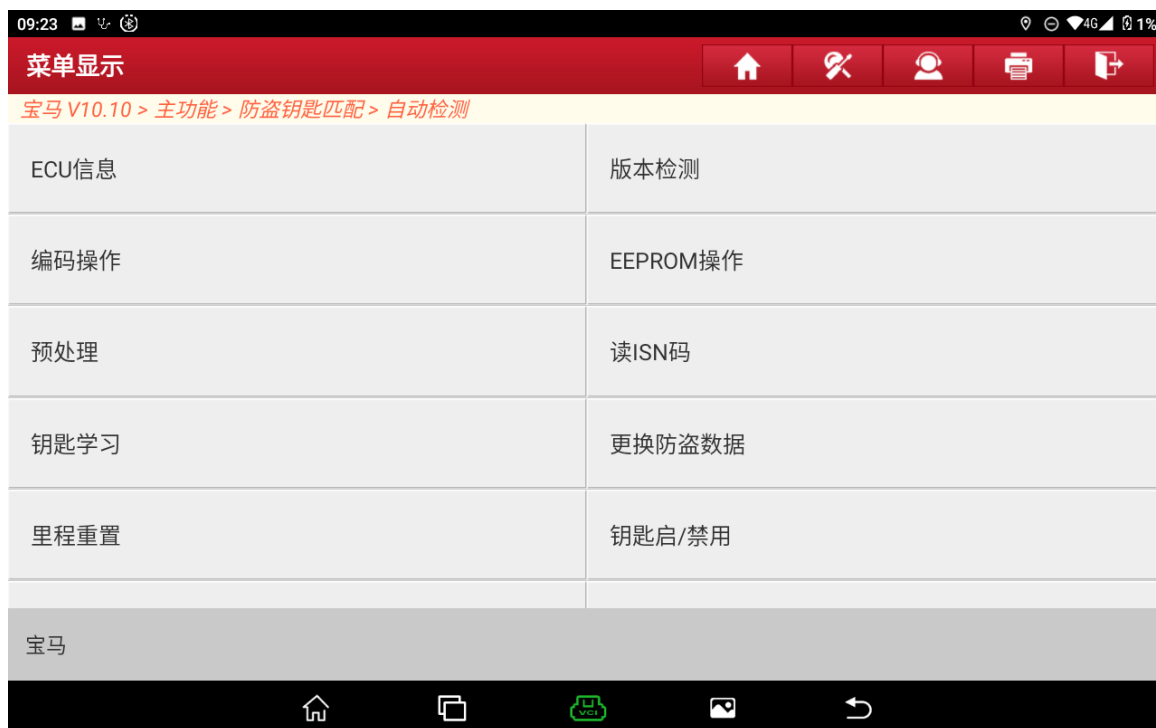 09:23
4G 1%
菜单显示
宝马 V10.10 > 主功能 > 防盗钥匙匹配 > 自动检测
ECU信息
版本检测
编码操作
EEPROM操作
预处理
读ISN码
钥匙学习
更换防盗数据
里程重置
钥匙启/禁用
宝马
VCI